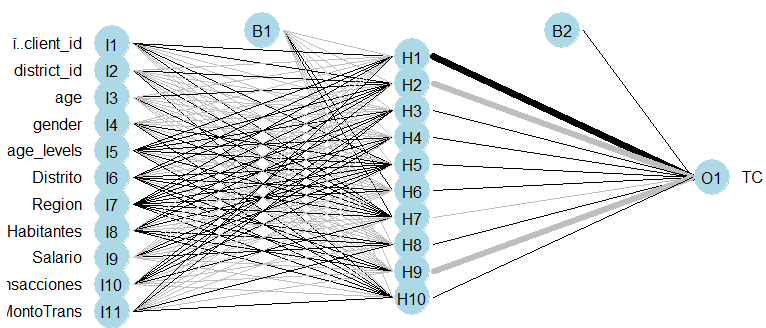 ï..client_id I1
district_id I2
age I3
gender I4
age_levels I5
Distrito I6
Region I7
Habitantes I8
Salario I9
nsacciones I10
MontoTrans I11
B1
H1
H2
H3
H4
H5
H6
H7
H8
H9
H10
B2
O1 TC